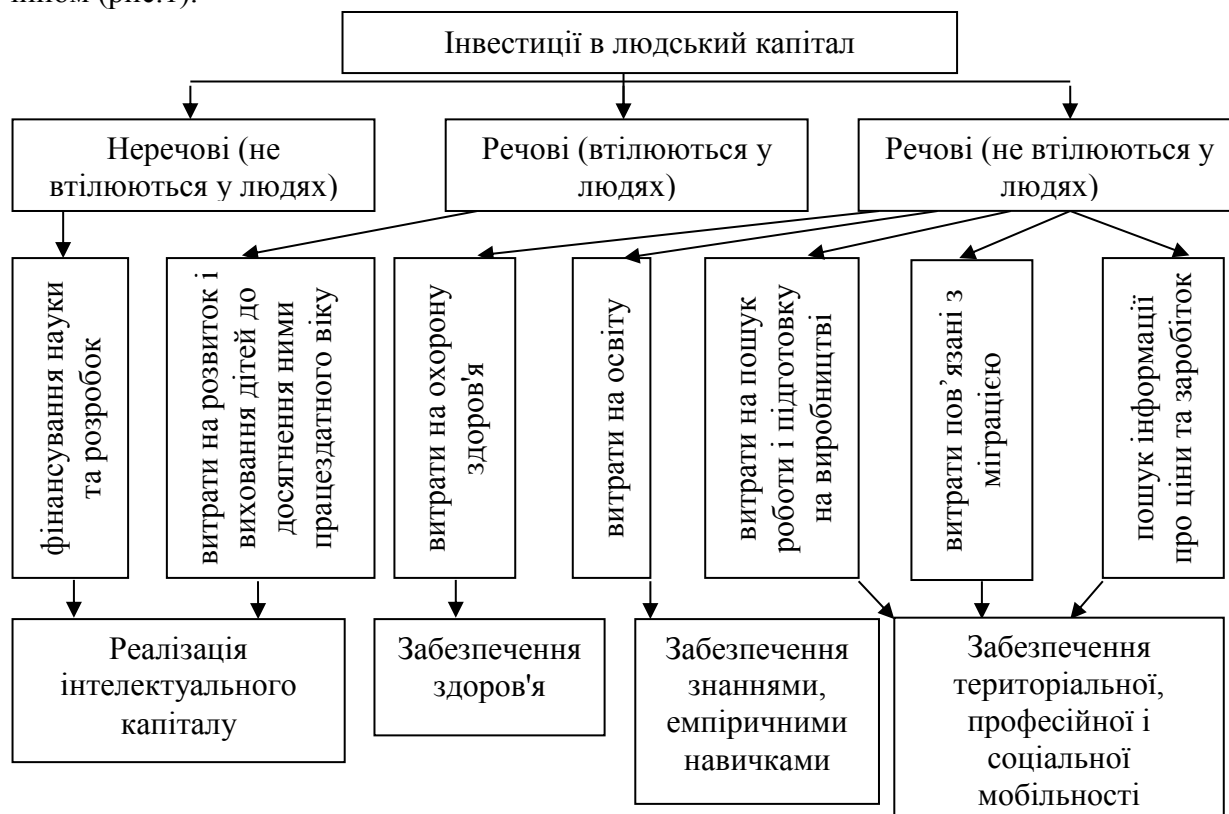 чином (рис.1).
Інвестиції в людський капітал
Неречові (не
втілюються у людях)
Речові (втілюються у
людях)
Речові (не втілюються у
людях)
фінансування науки
та розробок
витрати на розвиток і
виховання дітей до
досягнення ними
працездатного віку
витрати на охорону
здоров'я
витрати на освіту
витрати на пошук
роботи і підготовку
на виробництві
витрати пов’язані з
міграцією
пошук інформації
про ціни та заробіток
Реалізація
інтелектуального
капіталу
Забезпечення
здоров'я
Забезпечення
знаннями,
емпіричними
навичками
Забезпечення
територіальної,
професійної і
соціальної
мобільності